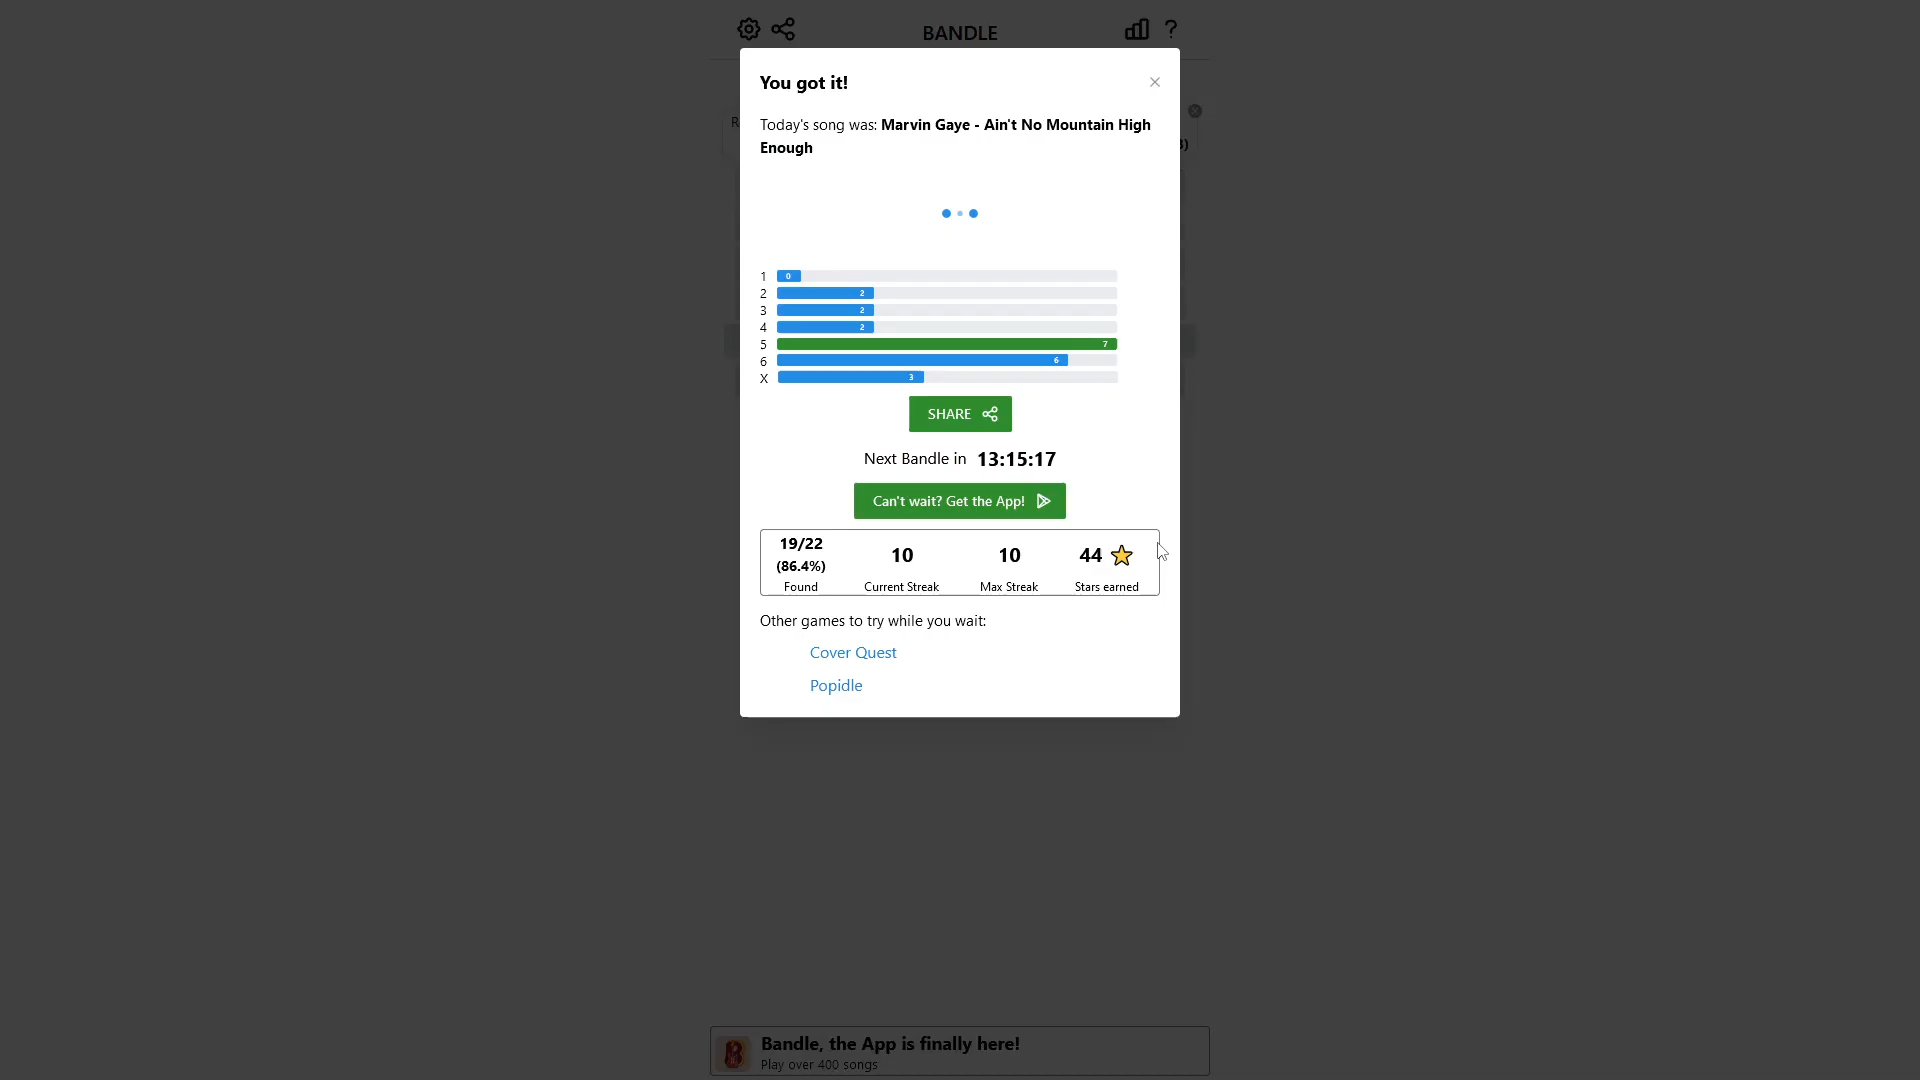 BANDLE
?
You got it!
Today's song was: Marvin Gaye - Ain't No Mountain High
Enough
1 0
2 2
3 2
4 2
5 7
6 6
X 3
SHARE
Next Bandle in 13:15:17
Can't wait? Get the App!
19/22 10 10 44
(86.4%)
Found Current Streak Max Streak Stars earned
Other games to try while you wait:
Cover Quest
Popidle
Bandle, the App is finally here!
Play over 400 songs